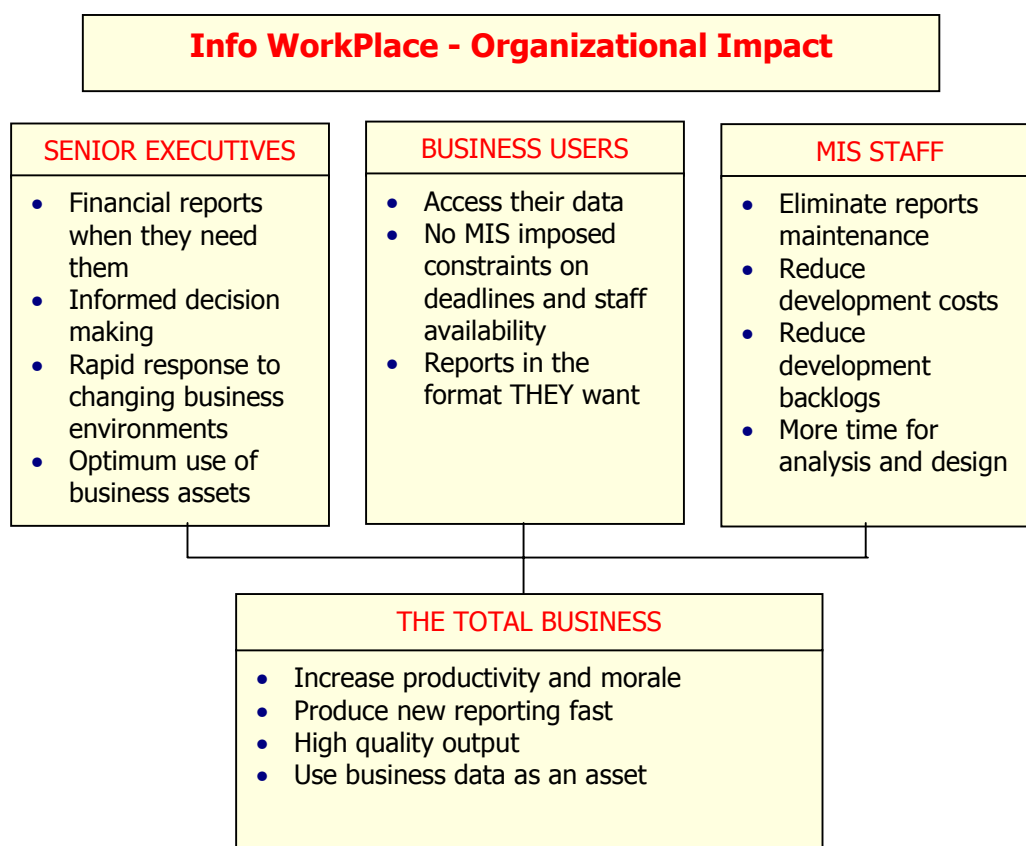 Info WorkPlace - Organizational Impact
SENIOR EXECUTIVES
• Financial reports
when they need
them
• Informed decision
making
• Rapid response to
changing business
environments
• Optimum use of
business assets
BUSINESS USERS
• Access their data
• No MIS imposed
constraints on
deadlines and staff
availability
• Reports in the
format THEY want
MIS STAFF
• Eliminate reports
maintenance
• Reduce
development costs
• Reduce
development
backlogs
• More time for
analysis and design
THE TOTAL BUSINESS
• Increase productivity and morale
• Produce new reporting fast
• High quality output
• Use business data as an asset